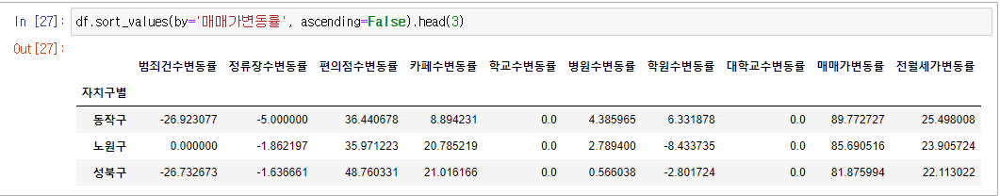 In [27]: df.sort_values(by='매매가변동률', ascending=False).head(3)
Out[27]:
범죄건수변동률 정류장수변동률 편의점수변동률 카페수변동률 학교수변동률 병원수변동률 학원수변동률 대학교수변동률 매매가변동률 전월세가변동률
자치구별
동작구 -26.923077 -5.000000 36.440678 8.894231 0.0 4.385965 6.331878 0.0 89.772727 25.498008
노원구 0.000000 -1.862197 35.971223 20.785219 0.0 2.789400 -8.433735 0.0 85.690516 23.905724
성북구 -26.732673 -1.636661 48.760331 21.016166 0.0 0.566038 -2.801724 0.0 81.875994 22.113022